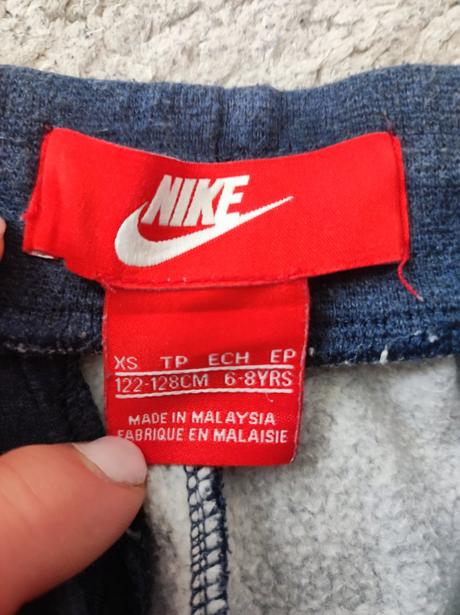 NIKE
XS TP ECH EP
122-128CM 6-8YRS
MADE IN MALAYSIA
FABRIQUE EN MALAISIE